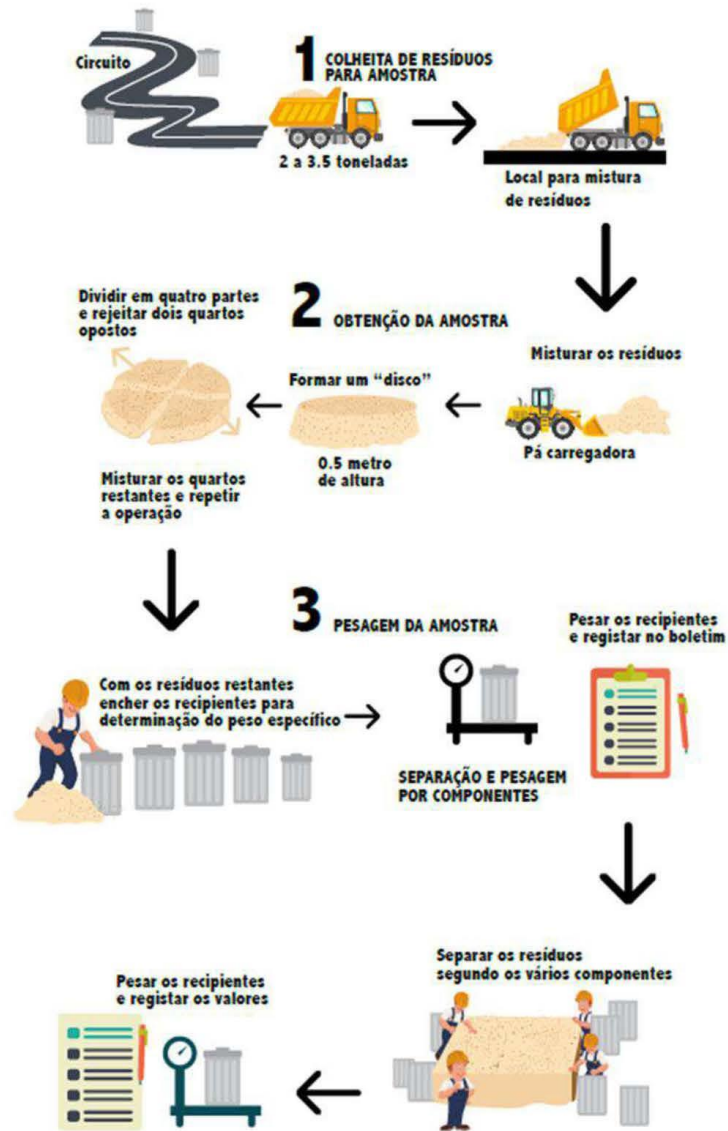 Circuito
1 COLHEITA DE RESÍDUOS
PARA AMOSTRA
2 a 3.5 toneladas
Local para mistura
de resíduos
Dividir em quatro partes
e rejeitar dois quartos
opostos
2 OBTENÇÃO DA AMOSTRA
Misturar os resíduos
Formar um “disco”
Pá carregadora
0.5 metro
de altura
Misturar os quartos
restantes e repetir
a operação
3 PESAGEM DA AMOSTRA
Pesar os recipientes
e registar no boletim
Com os resíduos restantes
encher os recipientes para
determinação do peso específico
SEPARAÇÃO E PESAGEM
POR COMPONENTES
Separar os resíduos
segundo os vários componentes
Pesar os recipientes
e registar os valores